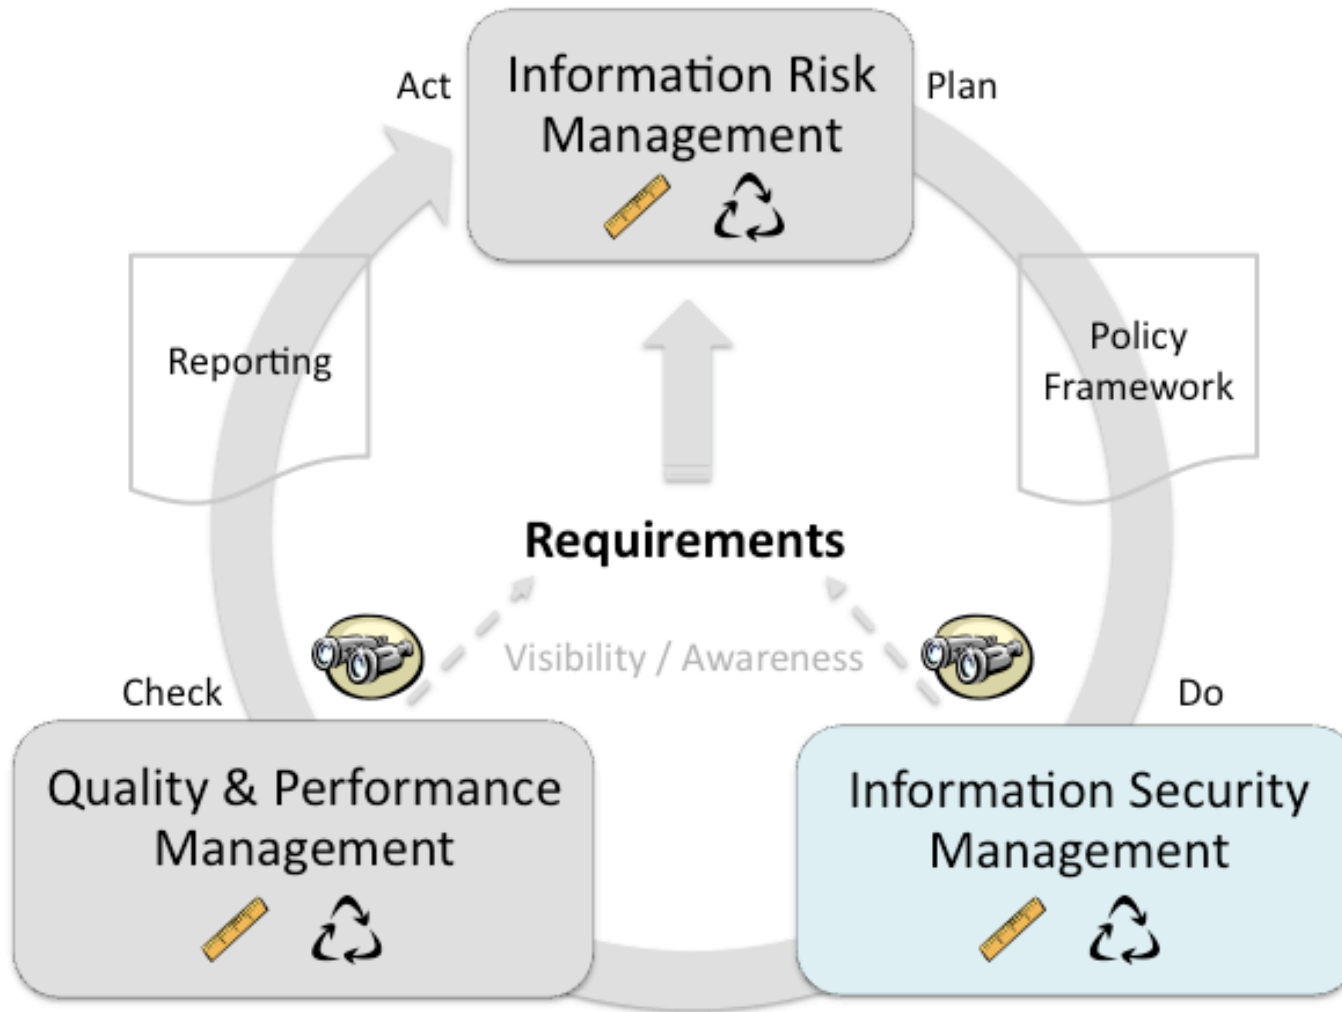 Act
Information Risk
Management
Plan
Reporting
Policy
Framework
Requirements
Visibility / Awareness
Check
Do
Quality & Performance
Management
Information Security
Management